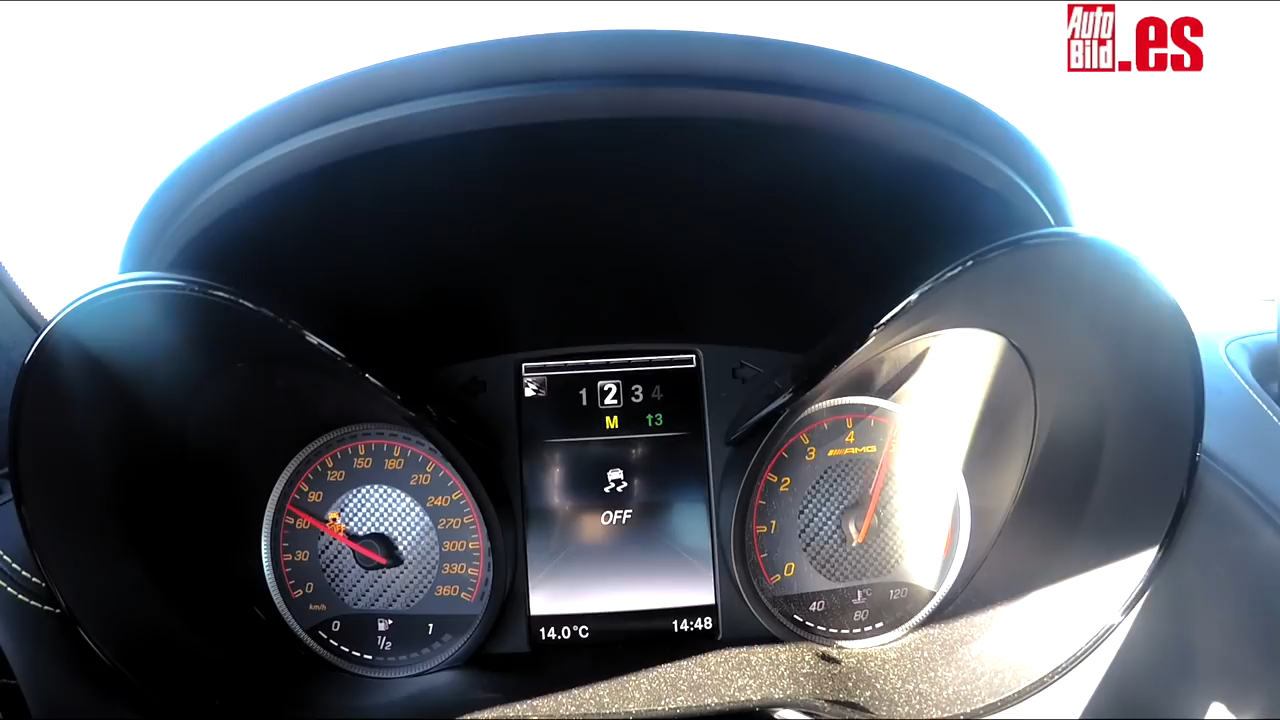 Auto
Bild
.es
1 2 3 4
M ↑3
OFF
14.0°C 14:48
0
30
60
90
120
150
180
210
240
270
300
330
360
km/h
OFF
0 1/2 1
0
1
2
3
4
AMG
°C
40 80 120